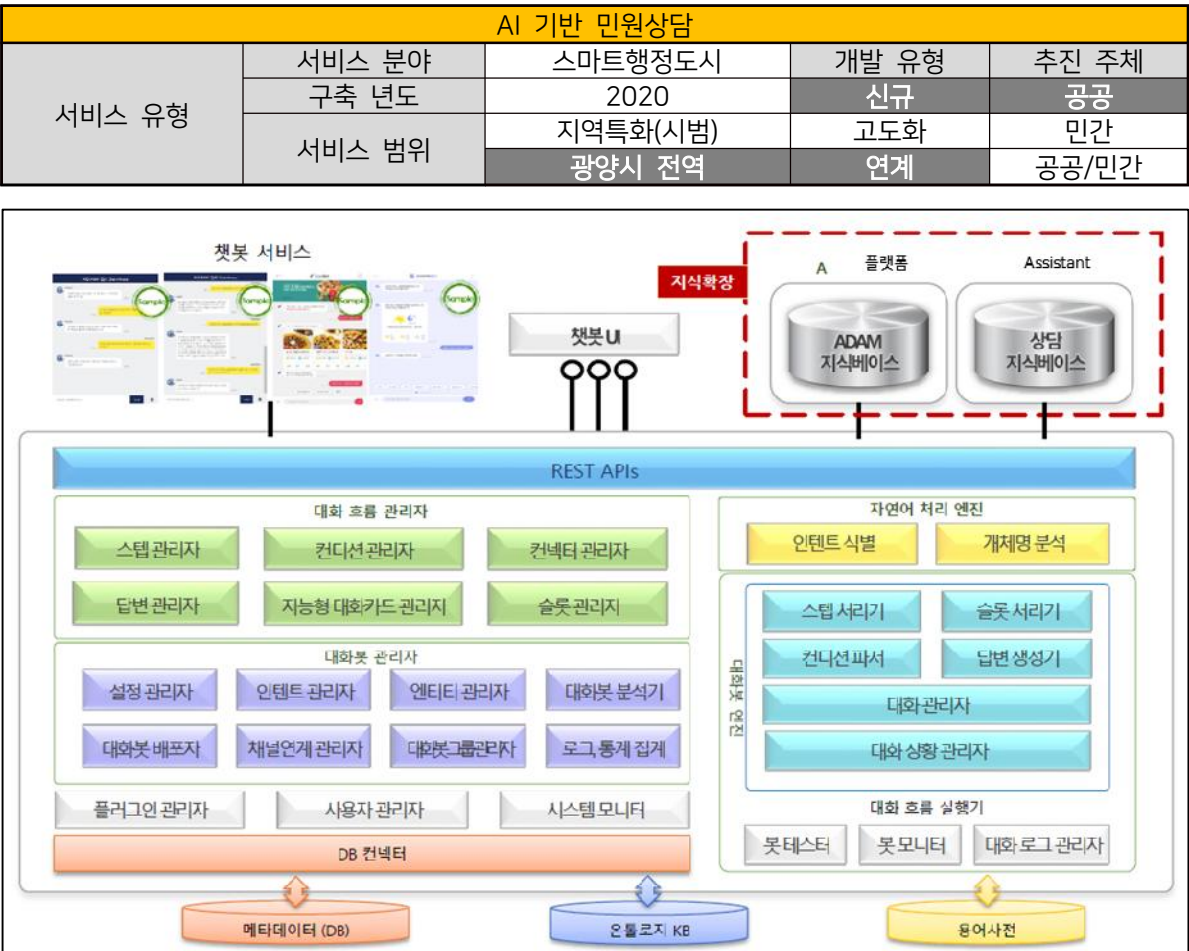 AI 기반 민원상담
서비스 유형
서비스 분야
스마트행정도시
개발 유형
추진 주체
구축 년도
2020
신규
공공
서비스 범위
지역특화(시범)
고도화
민간
광양시 전역
연계
공공/민간
챗봇 서비스
Sample
Sample
Sample
Sample
챗봇 UI
지식확장
A 플랫폼
Assistant
ADAM
지식베이스
상담
지식베이스
REST APIs
대화 흐름 관리자
스텝 관리자
컨디션 관리자
컨넥터 관리자
답변 관리자
지능형 대화카드 관리지
슬롯 관리지
대화봇 관리자
설정 관리자
인텐트 관리자
엔티티 관리자
대화봇 분석기
대화봇 배포자
채널연계 관리자
대화봇그룹관리자
로그, 통계 집계
플러그인 관리자
사용자 관리자
시스템 모니터
DB 컨넥터
자연어 처리 엔진
인텐트 식별
개체명 분석
대화봇 엔진
스텝 처리기
슬롯 처리기
컨디션 파서
답변 생성기
대화 관리자
대화 상황 관리자
대화 흐름 실행기
봇 테스터
봇 모니터
대화 로그 관리자
메타데이터 (DB)
온톨로지 KB
용어사전